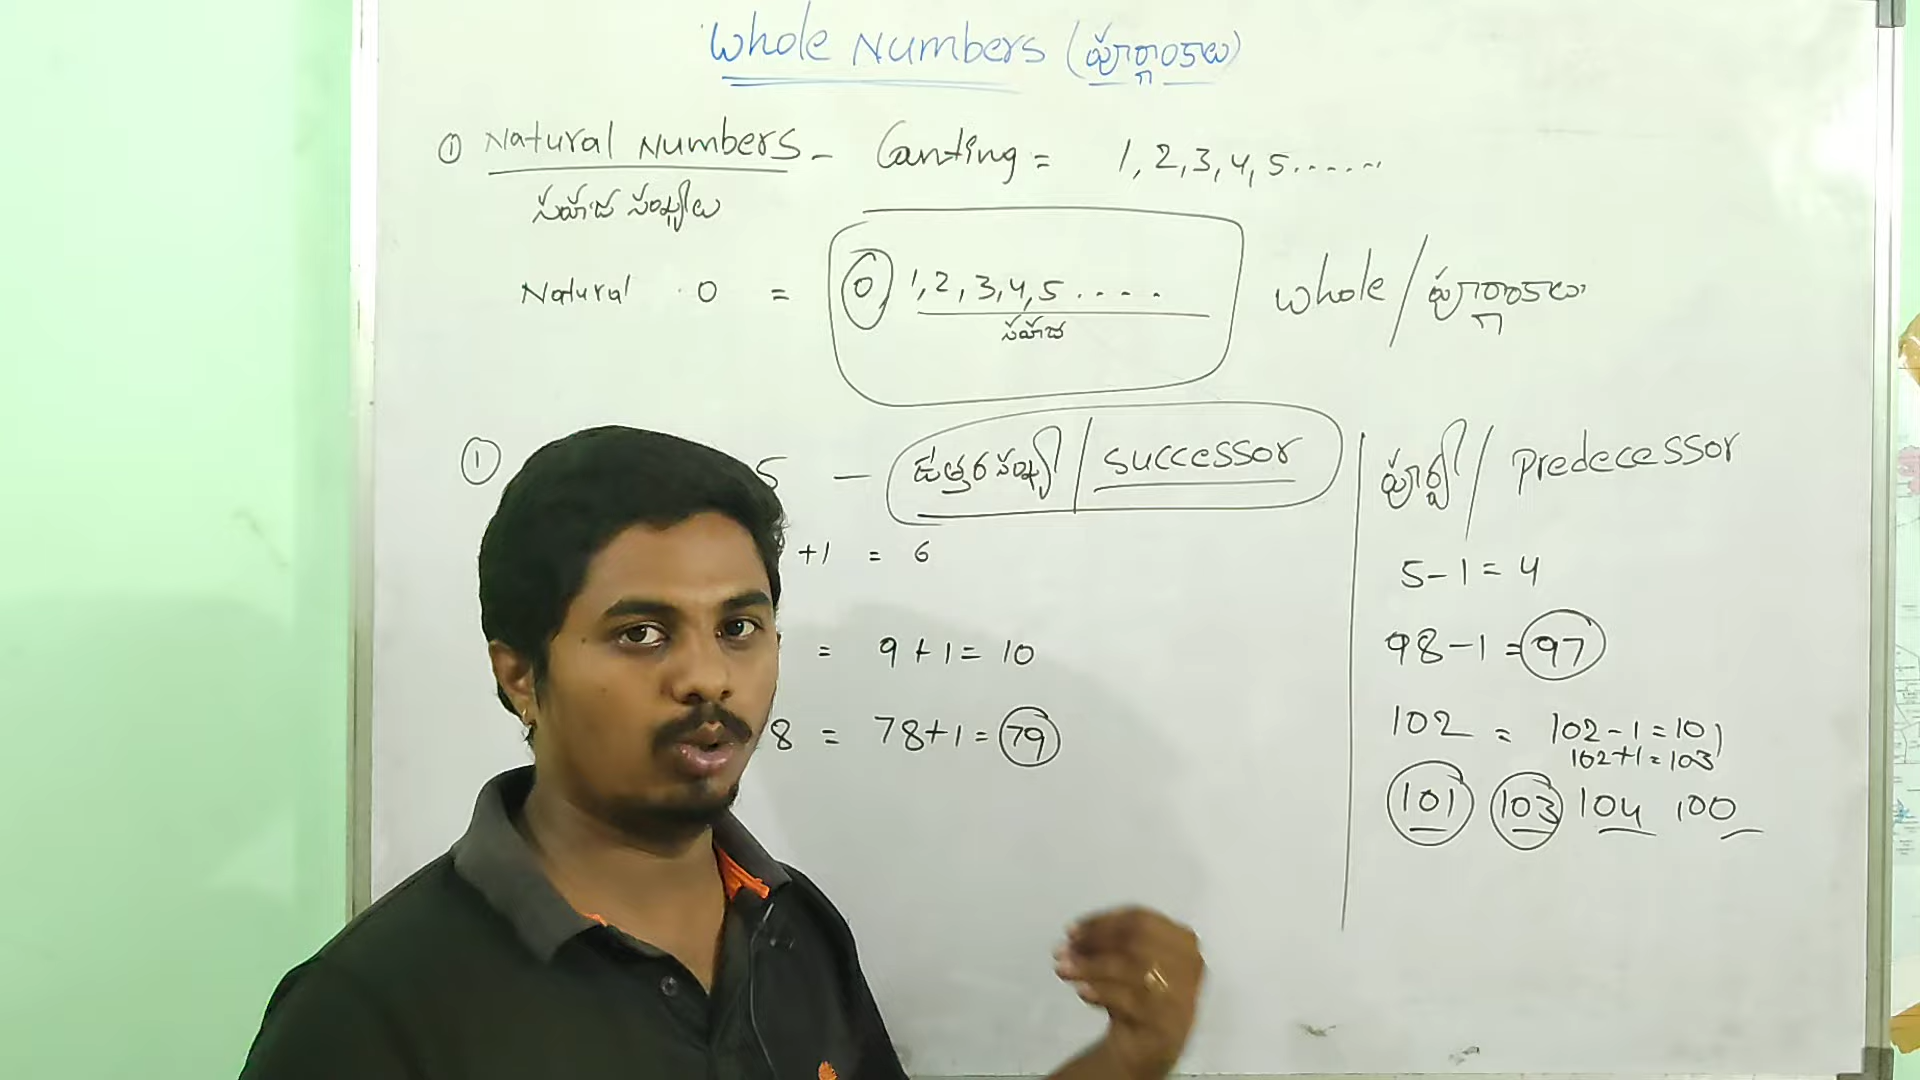 Whole Numbers (పూర్ణాంకాలు)
① Natural Numbers - Canting = 1, 2, 3, 4, 5......
సహజ సంఖ్యలు
Natural 0 = 0, 1, 2, 3, 4, 5.... whole / పూర్ణాంకాలు
సహజ
① 5 - ఉత్తర సంఖ్య / successor
పూర్వ / Predecessor
+1 = 6
5-1 = 4
= 9+1 = 10
98-1 = 97
8 = 78+1 = 79
102 = 102-1 = 101
102+1 = 103
101 103 104 100